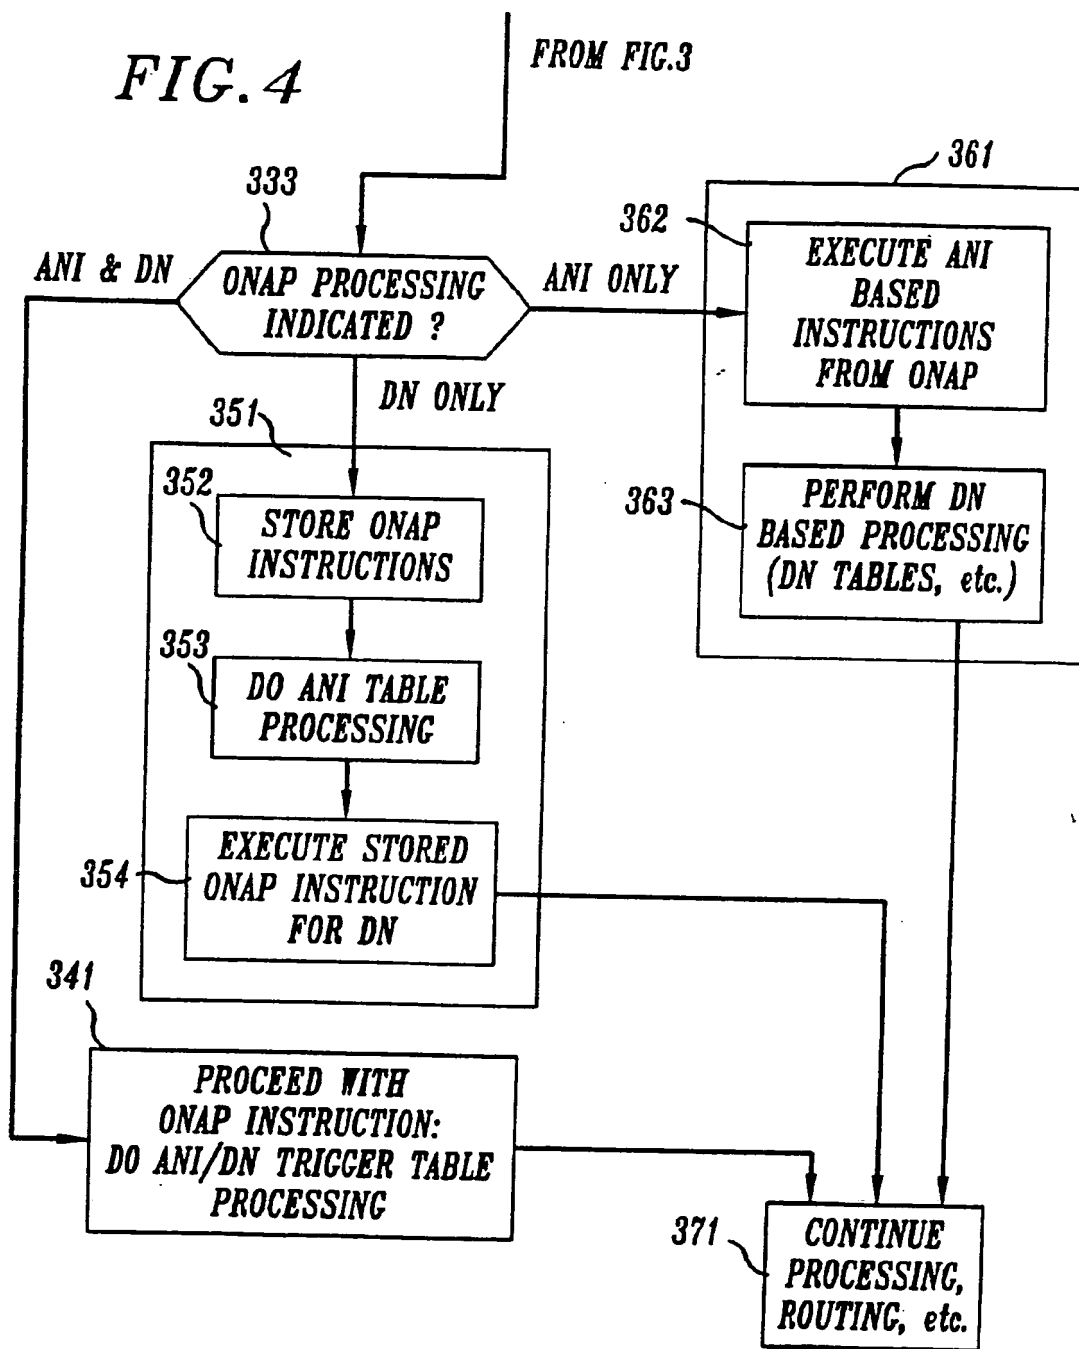 FIG. 4
FROM FIG.3
333
ONAP PROCESSING
INDICATED ?
ANI & DN
ANI ONLY
DN ONLY
361
362
EXECUTE ANI
BASED
INSTRUCTIONS
FROM ONAP
363
PERFORM DN
BASED PROCESSING
(DN TABLES, etc.)
351
352
STORE ONAP
INSTRUCTIONS
353
DO ANI TABLE
PROCESSING
354
EXECUTE STORED
ONAP INSTRUCTION
FOR DN
341
PROCEED WITH
ONAP INSTRUCTION:
DO ANI/DN TRIGGER TABLE
PROCESSING
371
CONTINUE
PROCESSING,
ROUTING, etc.